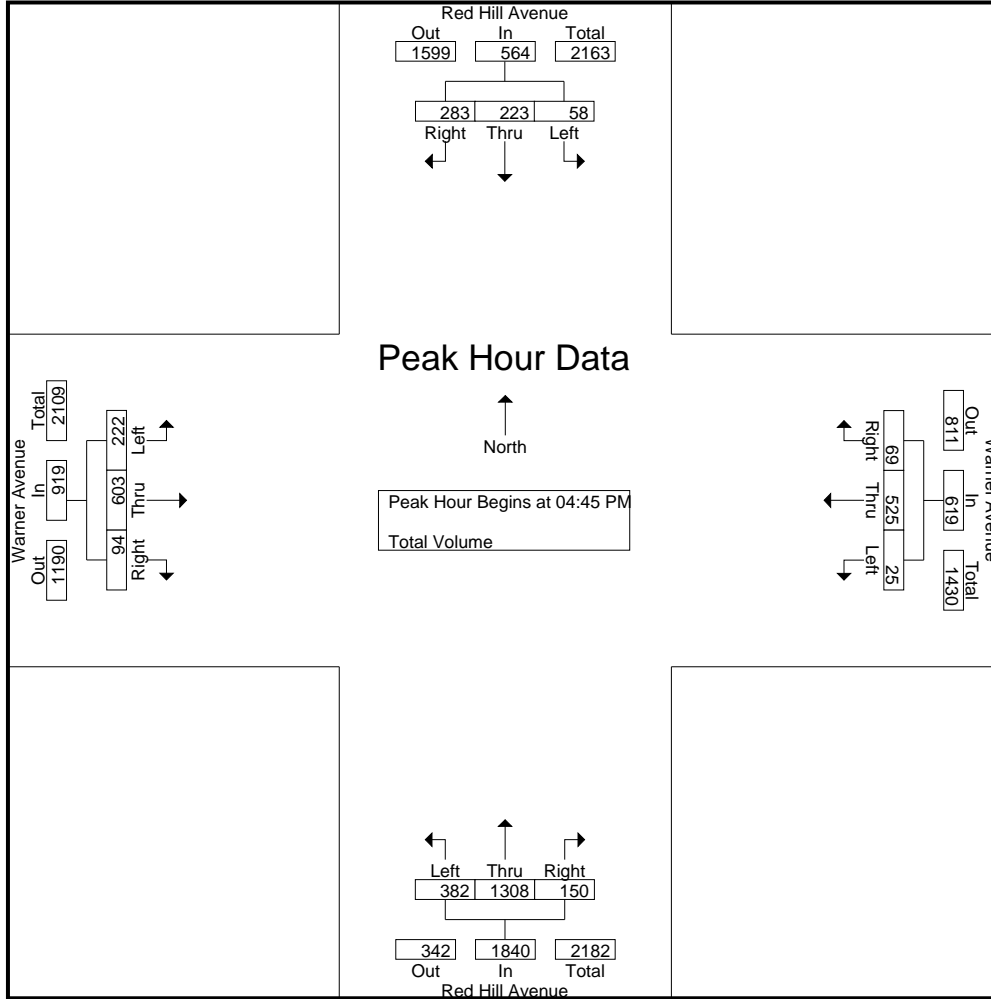 Red Hill Avenue
Out In Total
1599 564 2163
283 223 58
Right Thru Left
Peak Hour Data
North
Peak Hour Begins at 04:45 PM
Total Volume
Warner Avenue
Total In Out
2109 919 1190
222 603 94
Left Thru Right
Warner Avenue
Out In Total
811 619 1430
69 525 25
Right Thru Left
Left Thru Right
382 1308 150
342 1840 2182
Out In Total
Red Hill Avenue